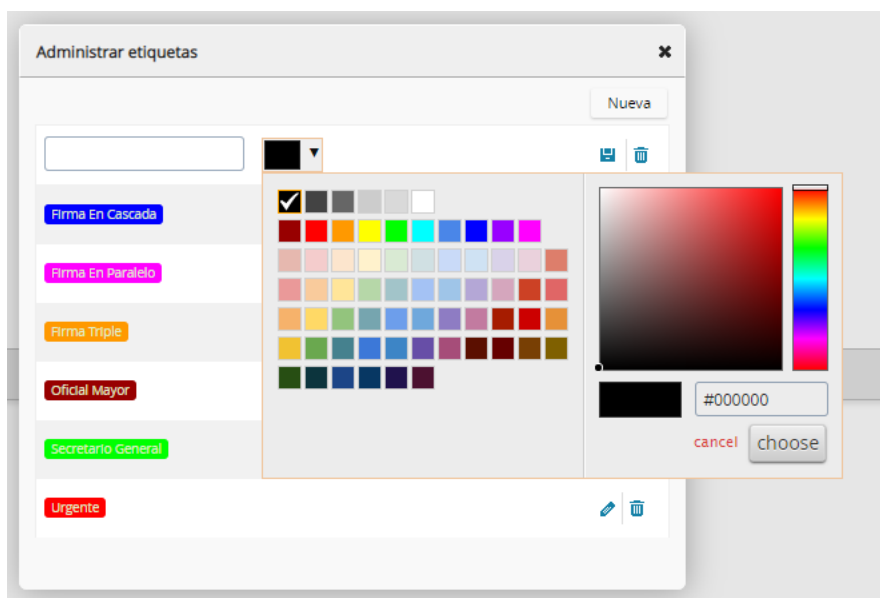 Administrar etiquetas
Nueva
Firma En Cascada
Firma En Paralelo
Firma Triple
Oficial Mayor
#000000
cancel choose
Secretario General
Urgente